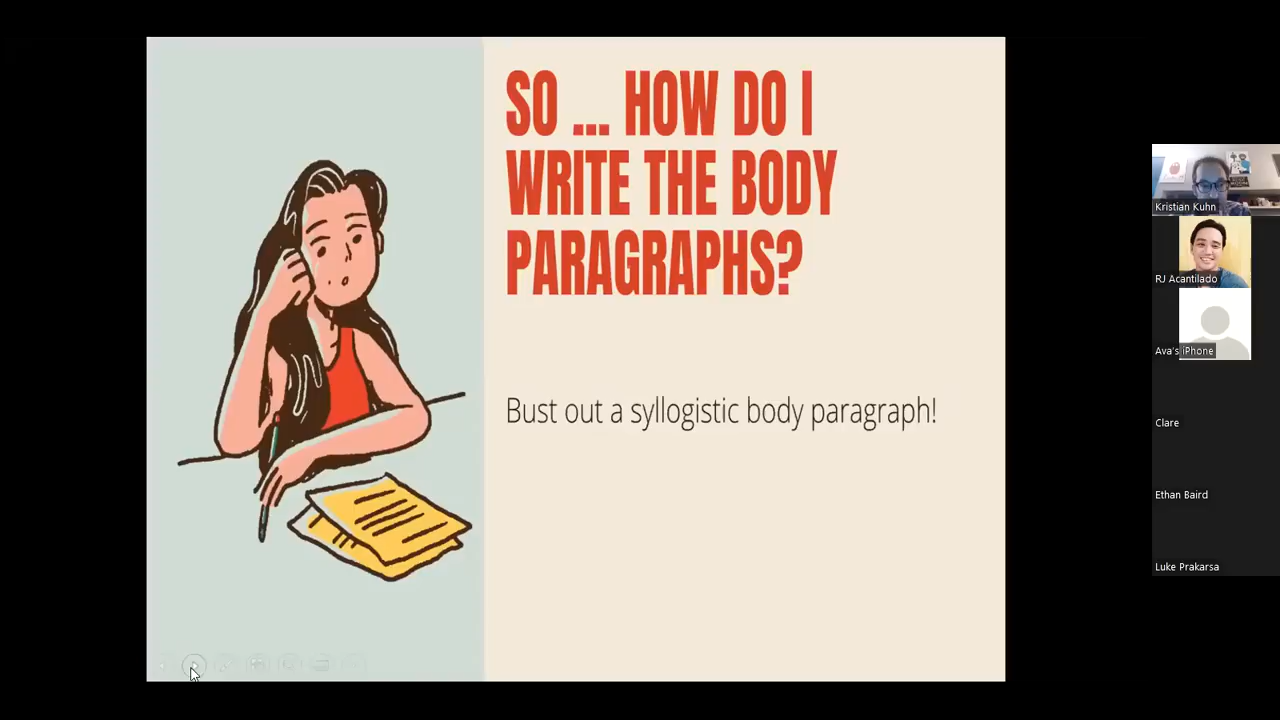 SO ... HOW DO I
WRITE THE BODY
PARAGRAPHS?
Bust out a syllogistic body paragraph!
Kristian Kuhn
RJ Acantilado
Ava's iPhone
Clare
Ethan Baird
Luke Prakarsa